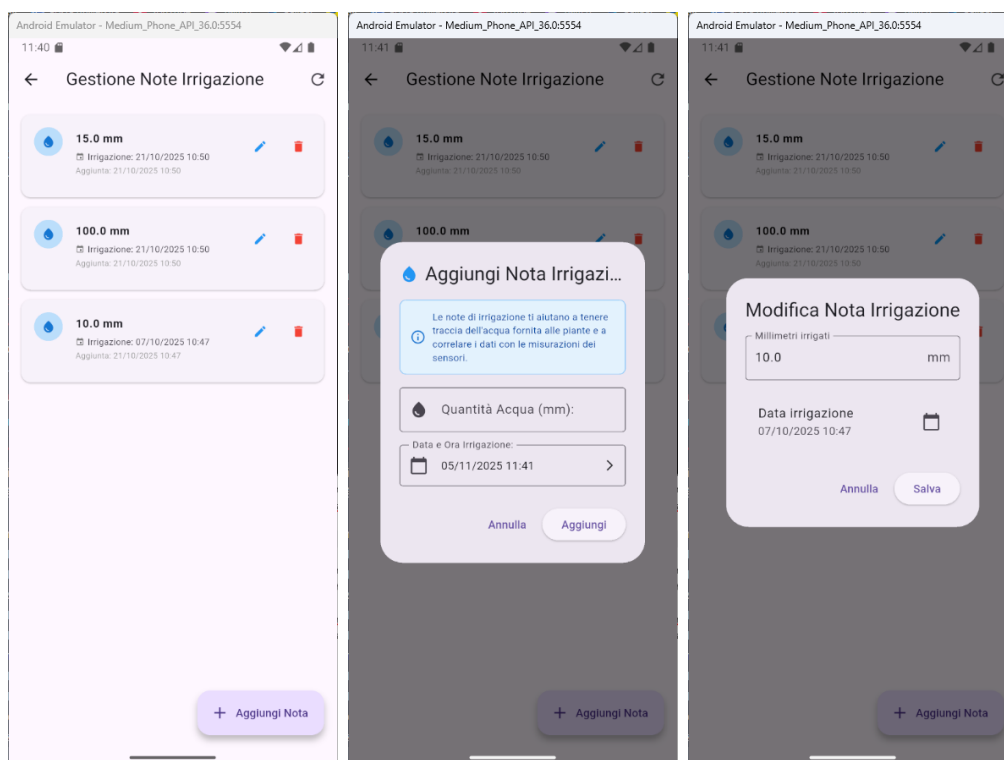 Android Emulator - Medium_Phone_API_36.0:5554
11:40
Gestione Note Irrigazione
15.0 mm
Irrigazione: 21/10/2025 10:50
Aggiunta: 21/10/2025 10:50
100.0 mm
Irrigazione: 21/10/2025 10:50
Aggiunta: 21/10/2025 10:50
10.0 mm
Irrigazione: 07/10/2025 10:47
Aggiunta: 21/10/2025 10:47
+ Aggiungi Nota
Android Emulator - Medium_Phone_API_36.0:5554
11:41
Gestione Note Irrigazione
15.0 mm
Irrigazione: 21/10/2025 10:50
Aggiunta: 21/10/2025 10:50
100.0 mm
Aggiungi Nota Irrigazi...
Le note di irrigazione ti aiutano a tenere
traccia dell'acqua fornita alle piante e a
correlare i dati con le misurazioni dei
sensori.
Quantità Acqua (mm):
Data e Ora Irrigazione:
05/11/2025 11:41
Annulla
Aggiungi
+ Aggiungi Nota
Android Emulator - Medium_Phone_API_36.0:5554
11:41
Gestione Note Irrigazione
15.0 mm
Irrigazione: 21/10/2025 10:50
Aggiunta: 21/10/2025 10:50
100.0 mm
Irrigazione: 21/10/2025 10:50
Aggiunta: 21/10/2025 10:50
Modifica Nota Irrigazione
Millimetri irrigati
10.0 mm
Data irrigazione
07/10/2025 10:47
Annulla
Salva
+ Aggiungi Nota